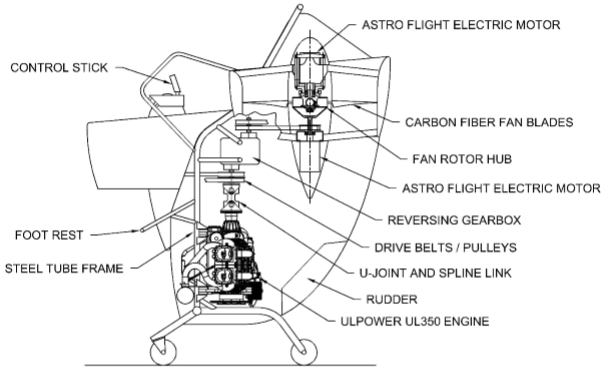 ASTRO FLIGHT ELECTRIC MOTOR
CONTROL STICK
CARBON FIBER FAN BLADES
FAN ROTOR HUB
ASTRO FLIGHT ELECTRIC MOTOR
REVERSING GEARBOX
FOOT REST
DRIVE BELTS / PULLEYS
STEEL TUBE FRAME
U-JOINT AND SPLINE LINK
RUDDER
ULPOWER UL350 ENGINE